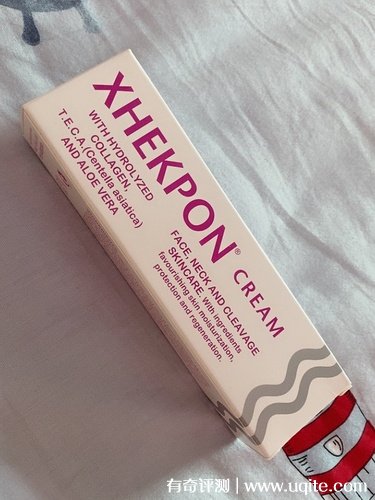 XHEKPON® CREAM
WITH HYDROLYZED
COLLAGEN,
T.E.C.A.(Centella asiatica)
AND ALOE VERA
FACE, NECK AND CLEAVAGE
SKINCARE. With ingredients
favourishing skin moisturization,
protection and regeneration.
有奇评测 | www.uqite.com